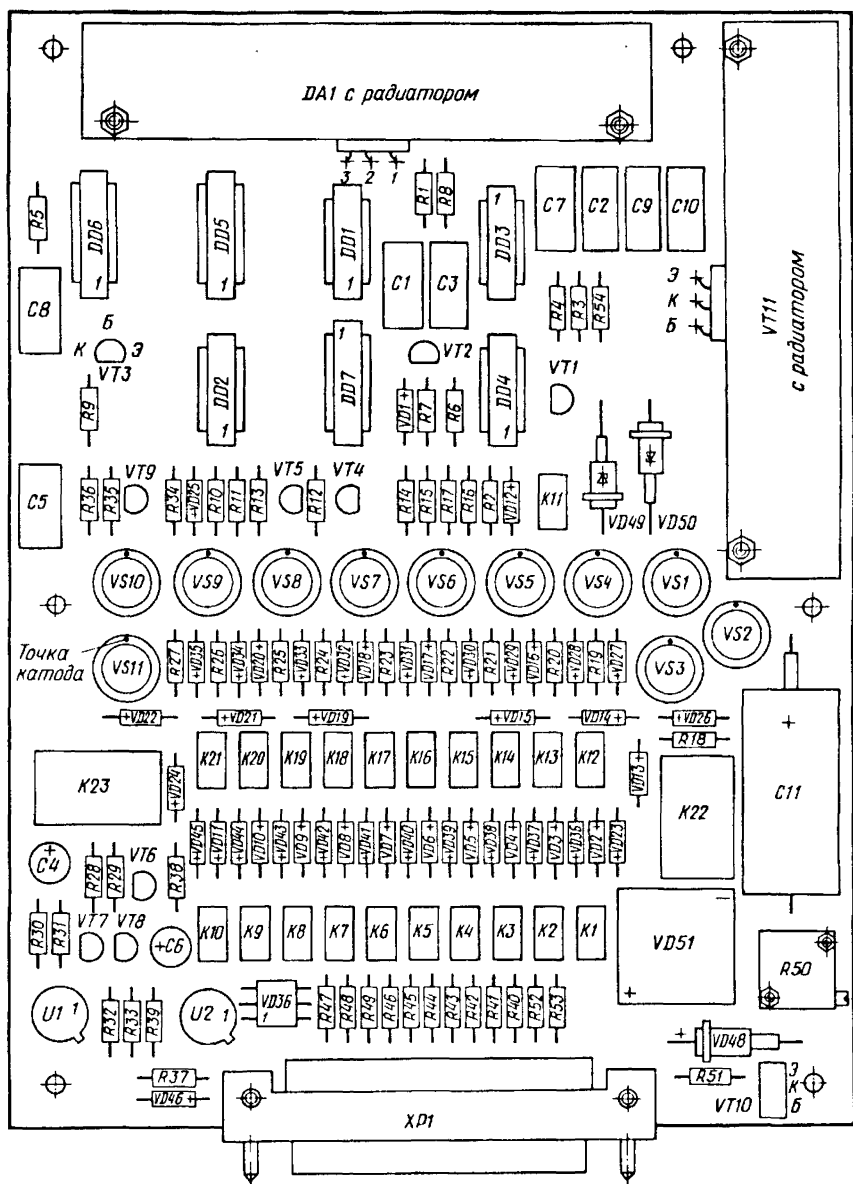 DA1 с радиатором
3 2 1
R5
DD6 1
DD5 1
DD1 1
R1 R8
1 DD3
C7 C2 C9 C10
C8
C1 C3
R4 R3 R54
Э
К
Б
VT11 с радиатором
Б
К Э
VT3
DD2 1
1 DD7
VT2
DD4 1
VT1
R9
VD1+ R7 R6
C5
R36 R35 VT9
R34 +VD25 R10 R11 R13
VT5 R12 VT4
R14 R15 R17 R16 R2 VD12+
K11
VD49 VD50
VS10 VS9 VS8 VS7 VS6 VS5 VS4 VS1
VS2
Точка
катода
VS11
R27 +VD35 R26 +VD34 VD20+ R25 +VD33 R24 +VD32 VD18+ R23 +VD31 VD17+ R22 +VD30 R21 +VD29 VD16+ R20 +VD28 R19 +VD27
VS3
+VD22 +VD21 +VD19 +VD15 VD14+ +VD26
R18
K23
+VD24
K21 K20 K19 K18 K17 K16 K15 K14 K13 K12
VD13+
K22
+
C11
+VD45 +VD11 +VD44 VD10+ +VD43 VD9+ +VD42 VD8+ +VD41 VD7+ +VD40 VD6+ +VD39 VD5+ +VD38 VD4+ +VD37 VD3+ +VD36 VD2+ +VD23
+
C4
R28 R29 VT6 R38
R30 R31 VT7 VT8
+C6
K10 K9 K8 K7 K6 K5 K4 K3 K2 K1
−
VD51
+
R50
U1 1
R32 R33 R39
U2 1
VD36
1
R47 R48 R49 R46 R45 R44 R43 R42 R41 R40 R52 R53
+ VD48
R37
VD46+
R51
VT10
Э
К
Б
XP1